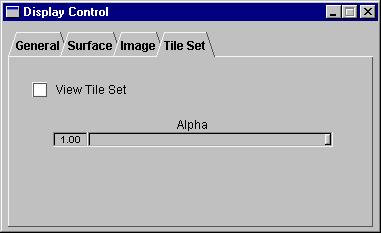 Display Control
General Surface Image Tile Set
View Tile Set
Alpha
1.00